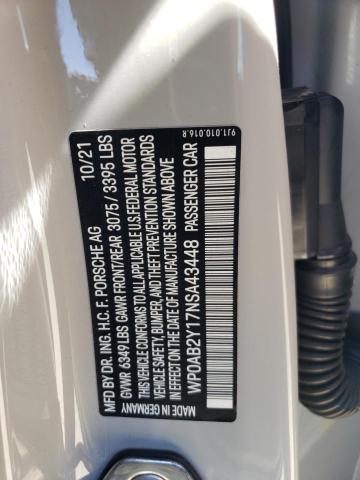 MFD BY DR. ING. H.C. F. PORSCHE AG 10/21
GVWR 6349 LBS GAWR FRONT/REAR 3075 / 3395 LBS
THIS VEHICLE CONFORMS TO ALL APPLICABLE U.S.FEDERAL MOTOR
VEHICLE SAFETY, BUMPER, AND THEFT PREVENTION STANDARDS
IN EFFECT ON THE DATE OF MANUFACTURE SHOWN ABOVE
WP0AB2Y17NSA43448 PASSENGER CAR
MADE IN GERMANY
9J1.010.016.R